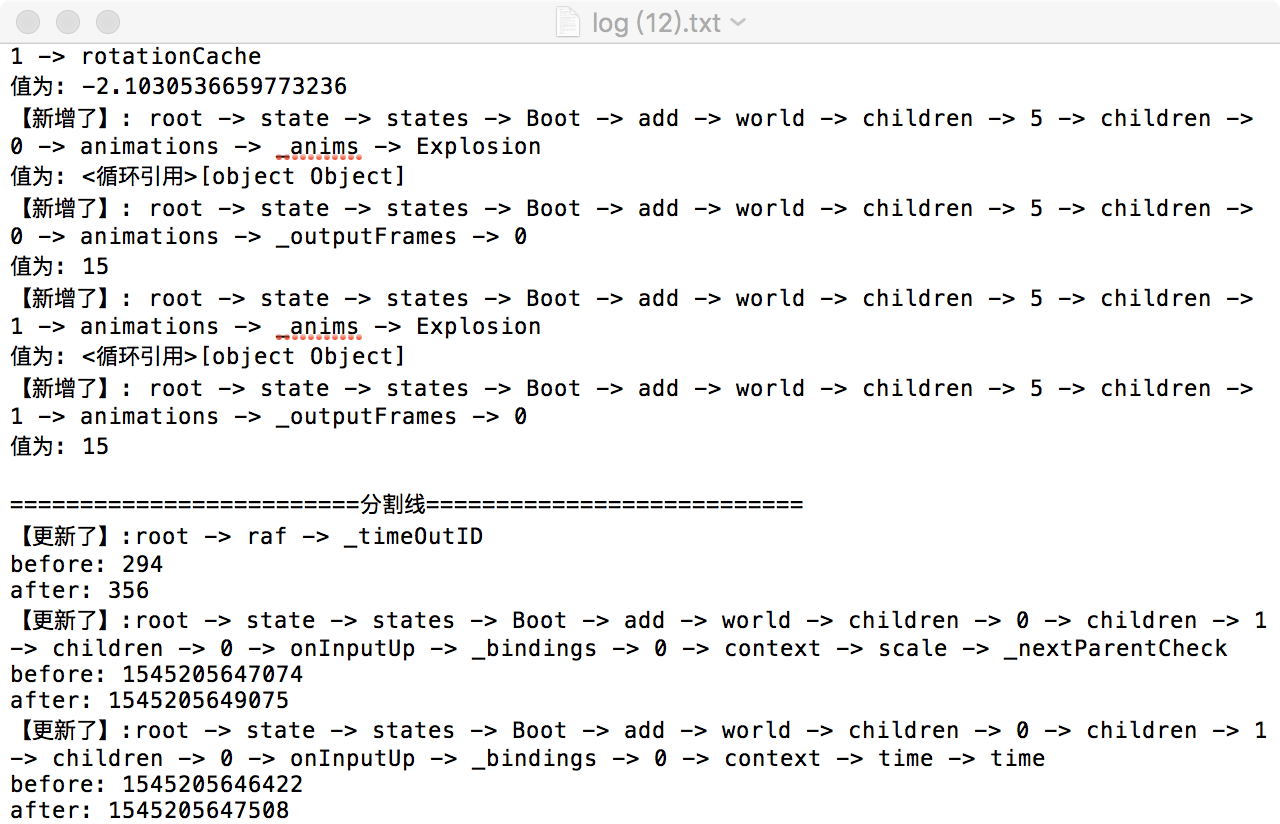 log (12).txt
1 -> rotationCache
值为: -2.1030536659773236
【新增了】: root -> state -> states -> Boot -> add -> world -> children -> 5 -> children ->
0 -> animations -> _anims -> Explosion
值为: <循环引用>[object Object]
【新增了】: root -> state -> states -> Boot -> add -> world -> children -> 5 -> children ->
0 -> animations -> _outputFrames -> 0
值为: 15
【新增了】: root -> state -> states -> Boot -> add -> world -> children -> 5 -> children ->
1 -> animations -> _anims -> Explosion
值为: <循环引用>[object Object]
【新增了】: root -> state -> states -> Boot -> add -> world -> children -> 5 -> children ->
1 -> animations -> _outputFrames -> 0
值为: 15
=========================分割线===========================
【更新了】:root -> raf -> _timeOutID
before: 294
after: 356
【更新了】:root -> state -> states -> Boot -> add -> world -> children -> 0 -> children -> 1
-> children -> 0 -> onInputUp -> _bindings -> 0 -> context -> scale -> _nextParentCheck
before: 1545205647074
after: 1545205649075
【更新了】:root -> state -> states -> Boot -> add -> world -> children -> 0 -> children -> 1
-> children -> 0 -> onInputUp -> _bindings -> 0 -> context -> time -> time
before: 1545205646422
after: 1545205647508